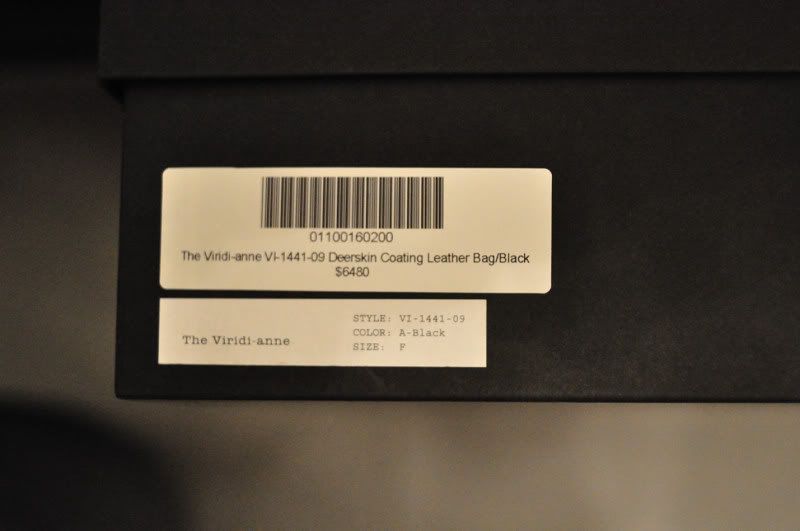 01100160200
The Viridi-anne VI-1441-09 Deerskin Coating Leather Bag/Black
$6480
The Viridi-anne
STYLE: VI-1441-09
COLOR: A-Black
SIZE: F